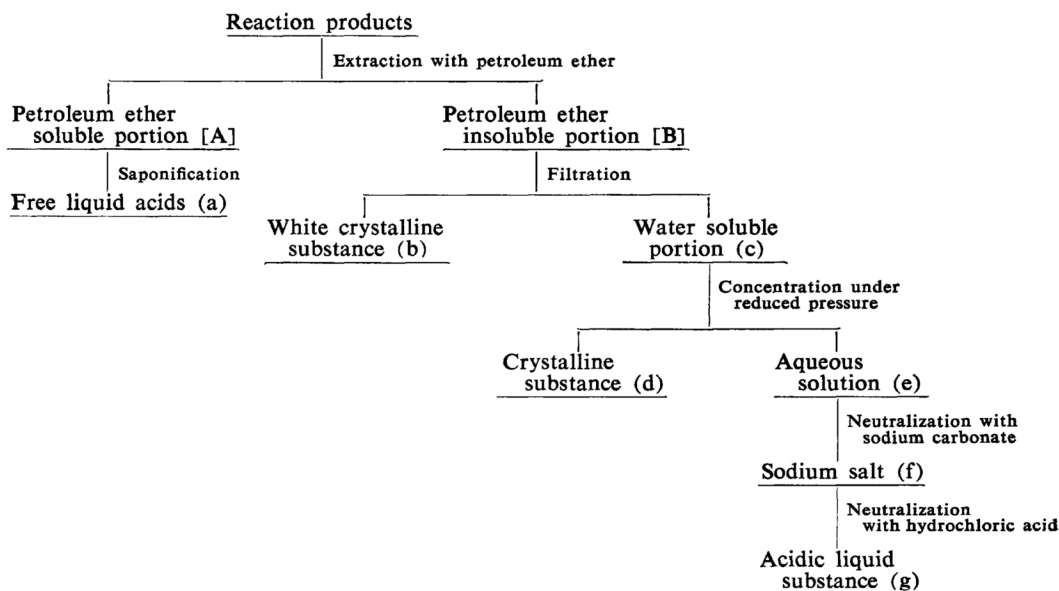 Reaction products
Extraction with petroleum ether
Petroleum ether
soluble portion [A]
Petroleum ether
insoluble portion [B]
Saponification
Filtration
Free liquid acids (a)
White crystalline
substance (b)
Water soluble
portion (c)
Concentration under
reduced pressure
Crystalline
substance (d)
Aqueous
solution (e)
Neutralization with
sodium carbonate
Sodium salt (f)
Neutralization
with hydrochloric acid
Acidic liquid
substance (g)